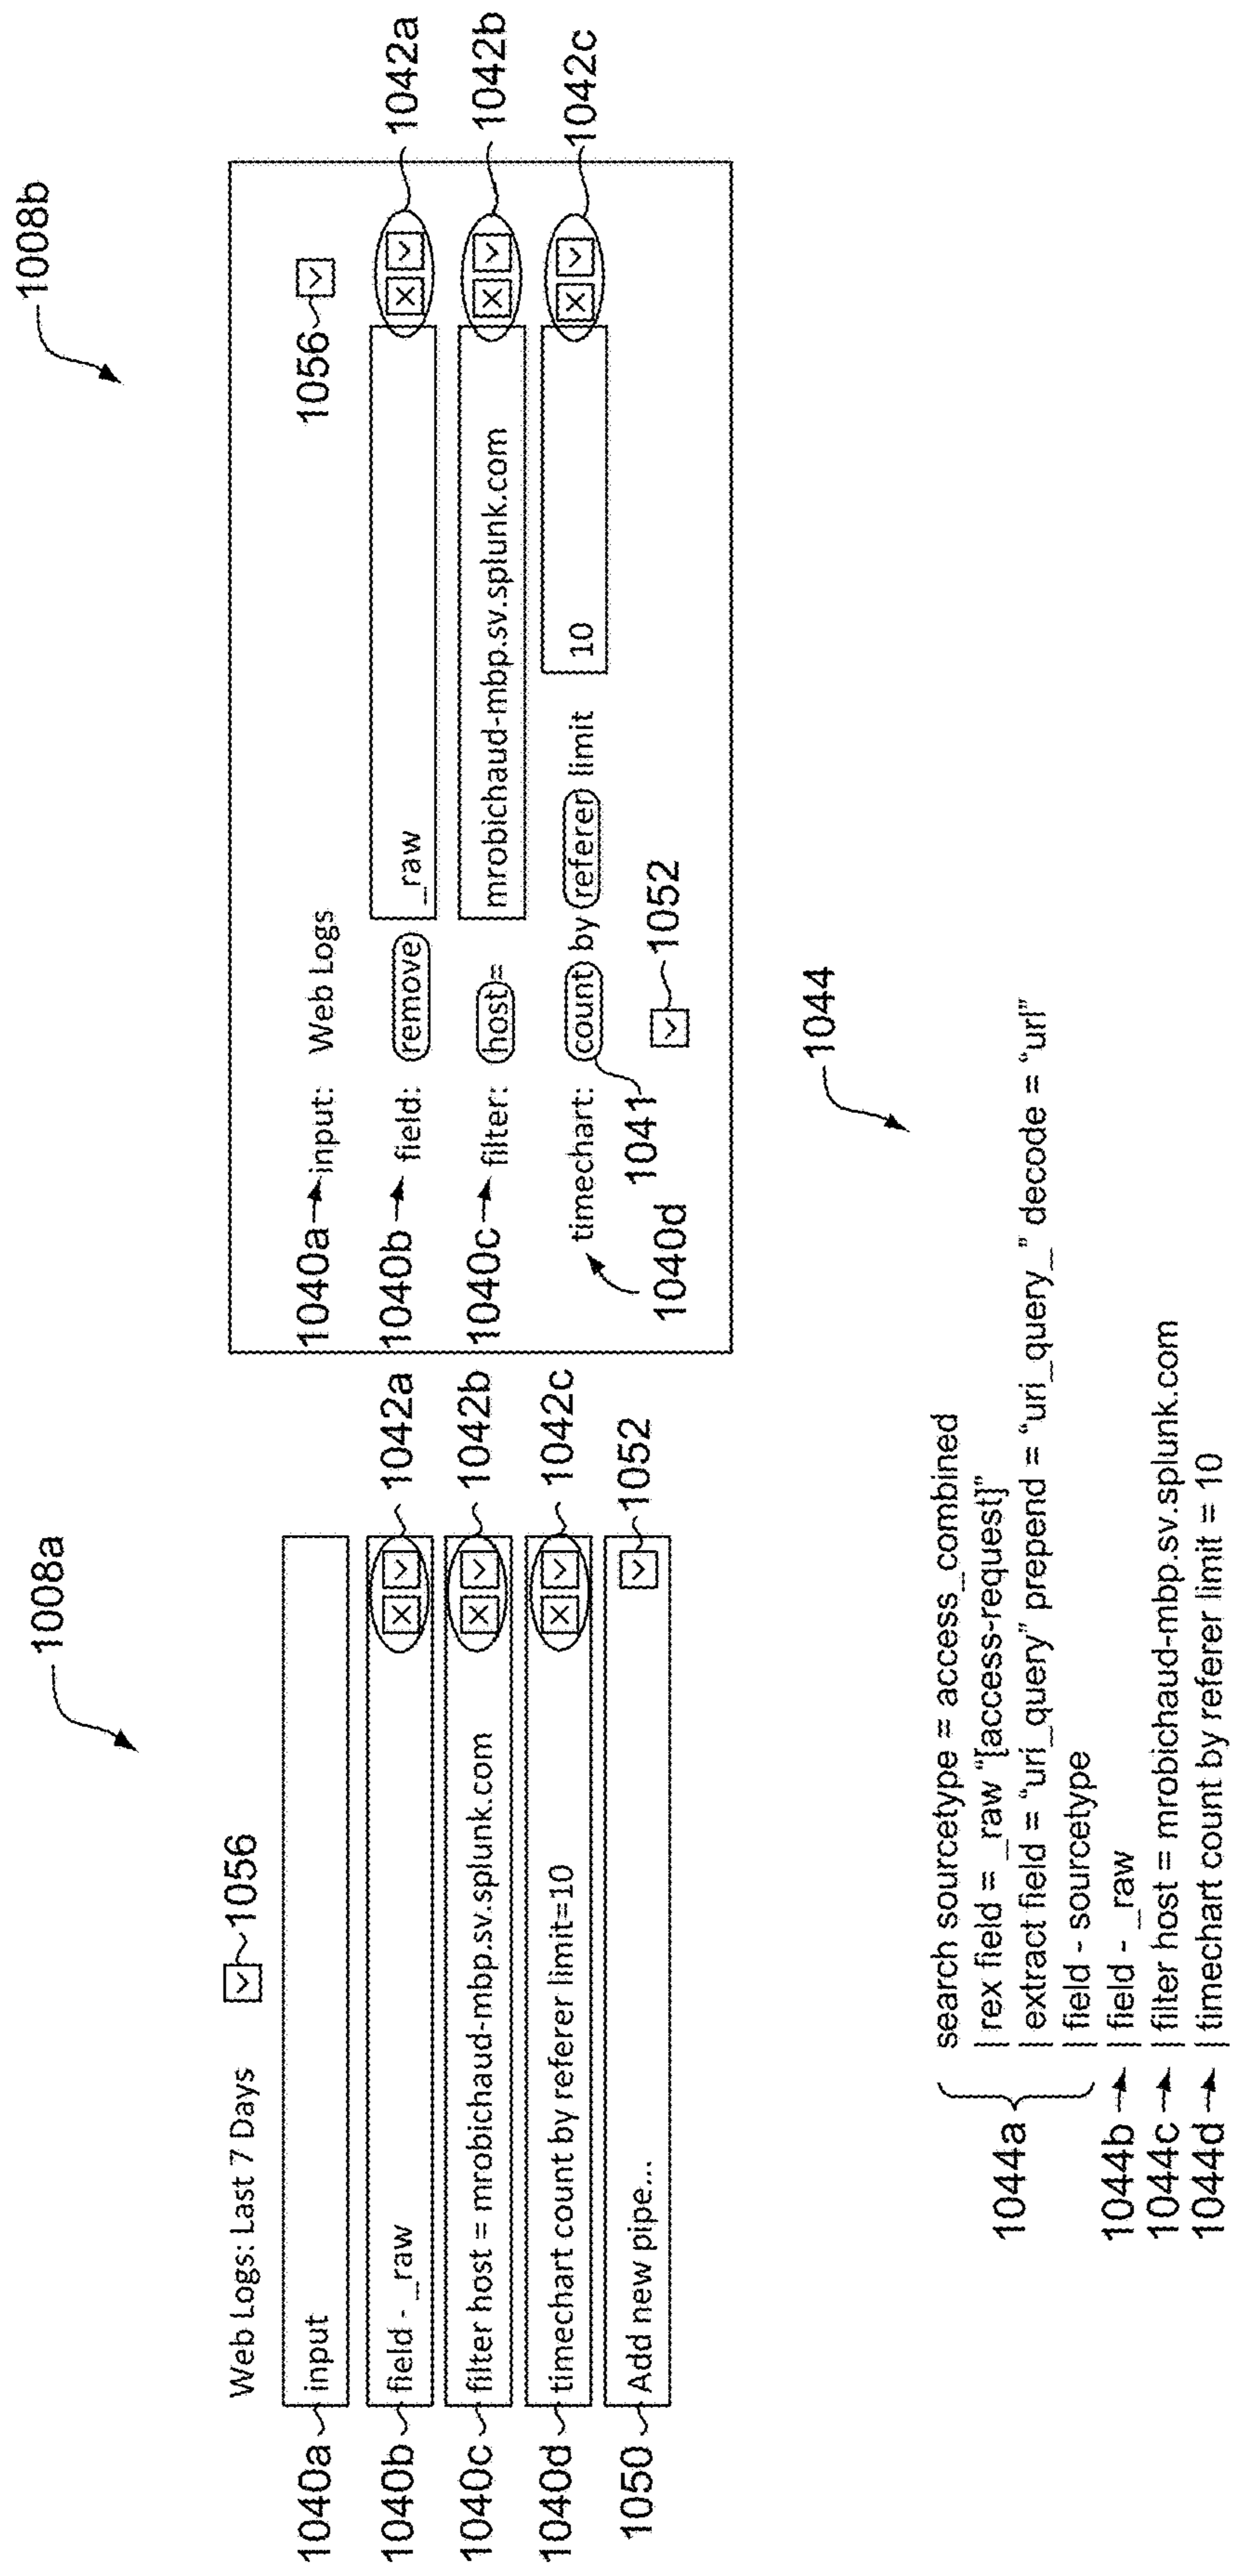 1008a
Web Logs: Last 7 Days 1056
1040a input
1040b field - _raw 1042a
1040c filter host = mrobichaud-mbp.sv.splunk.com 1042b
1040d timechart count by referer limit=10 1042c
1050 Add new pipe... 1052
1008b
1056
1040a input: Web Logs
1040b field: remove _raw 1042a
1040c filter: host= mrobichaud-mbp.sv.splunk.com 1042b
timechart: count by referer limit 10 1042c
1040d 1041 1052
1044
search sourcetype = access_combined
| rex field = _raw “[access-request]”
1044a | extract field = “uri_query” prepend = “uri_query_” decode = “url”
| field - sourcetype
1044b | field - _raw
1044c | filter host = mrobichaud-mbp.sv.splunk.com
1044d | timechart count by referer limit = 10